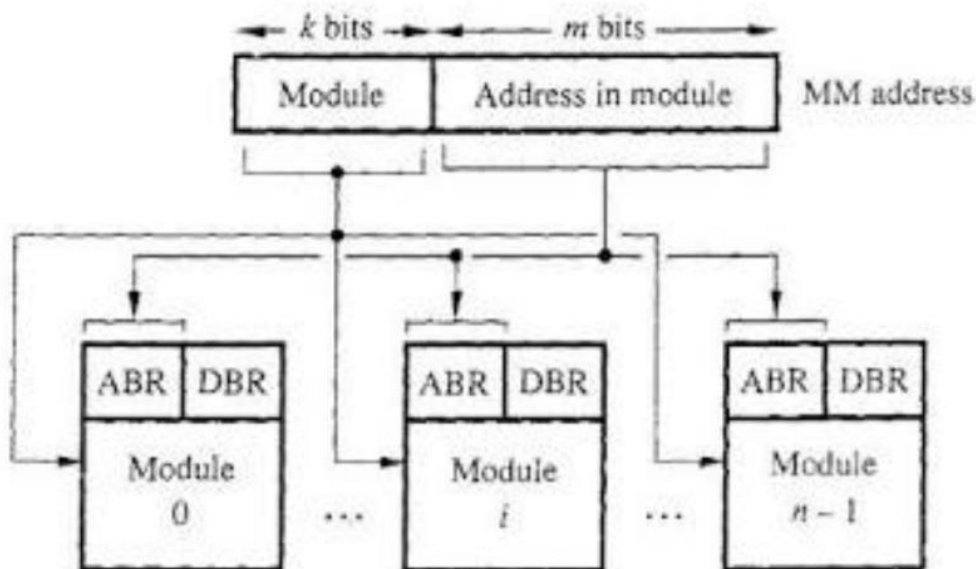 k bits m bits
Module Address in module MM address
ABR DBR ABR DBR ABR DBR
Module Module Module
0 ... i ... n – 1